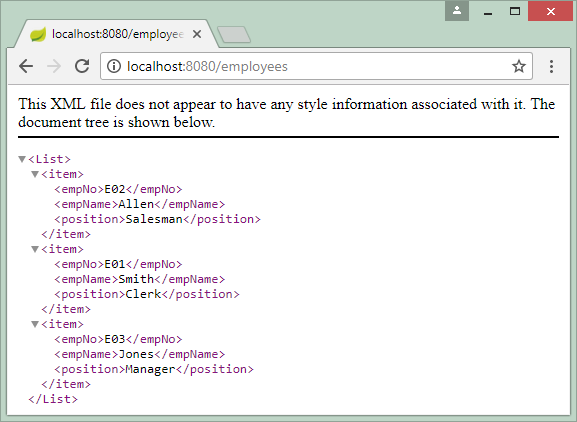 localhost:8080/employee
localhost:8080/employees
This XML file does not appear to have any style information associated with it. The
document tree is shown below.
<List>
<item>
<empNo>E02</empNo>
<empName>Allen</empName>
<position>Salesman</position>
</item>
<item>
<empNo>E01</empNo>
<empName>Smith</empName>
<position>Clerk</position>
</item>
<item>
<empNo>E03</empNo>
<empName>Jones</empName>
<position>Manager</position>
</item>
</List>